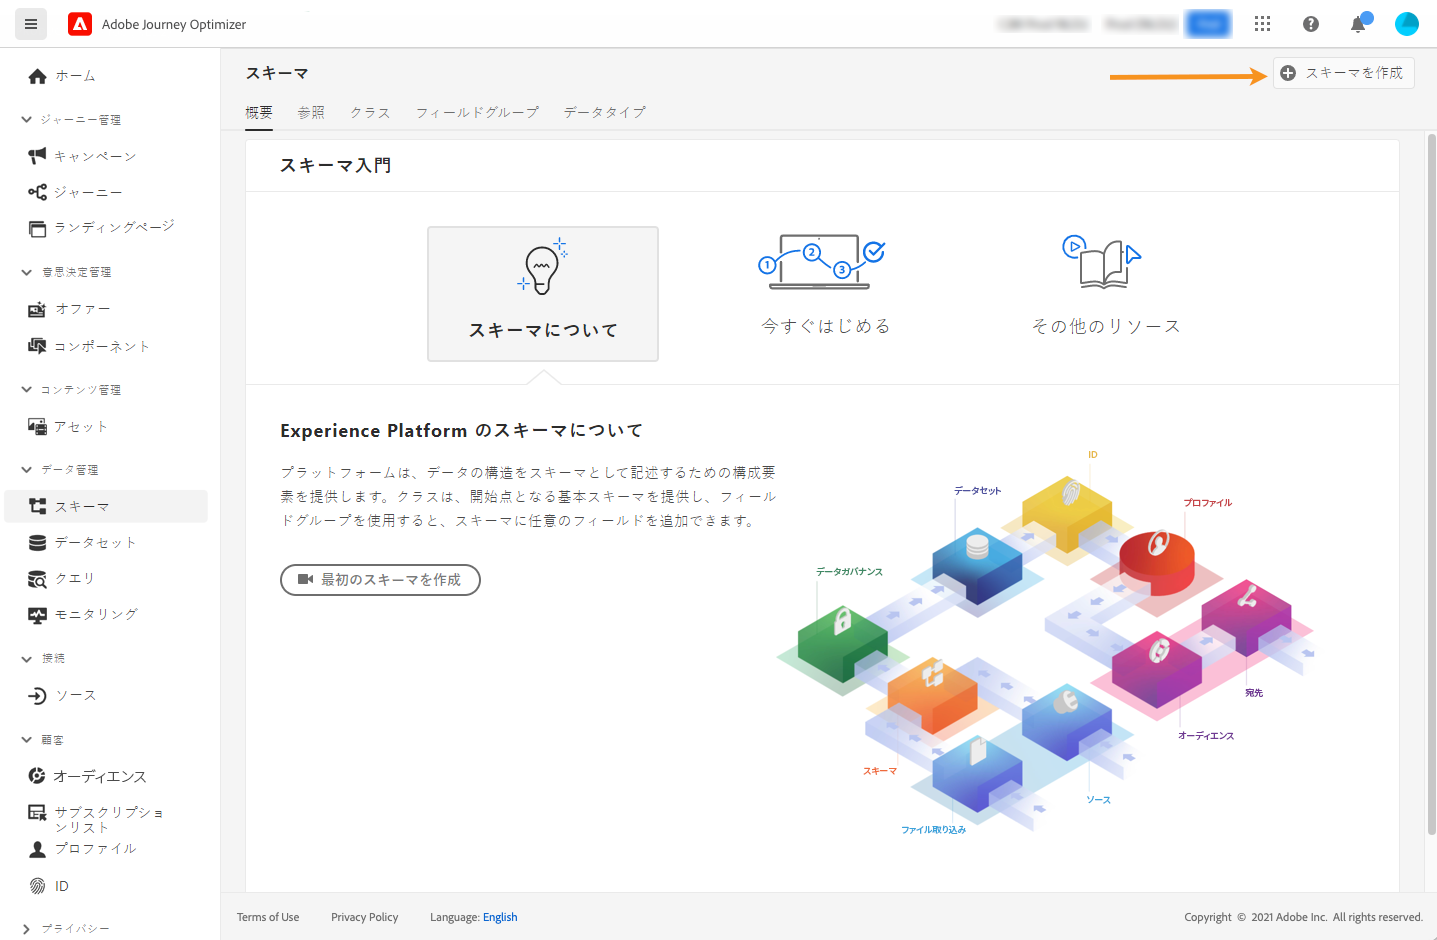 Adobe Journey Optimizer
ホーム
ジャーニー管理
キャンペーン
ジャーニー
ランディングページ
意思決定管理
オファー
コンポーネント
コンテンツ管理
アセット
データ管理
スキーマ
データセット
クエリ
モニタリング
接続
ソース
顧客
オーディエンス
サブスクリプショ
ンリスト
プロファイル
ID
プライバシー
スキーマ
スキーマを作成
概要 参照 クラス フィールドグループ データタイプ
スキーマ入門
スキーマについて
今すぐはじめる
その他のリソース
Experience Platform のスキーマについて
プラットフォームは、データの構造をスキーマとして記述するための構成要
素を提供します。クラスは、開始点となる基本スキーマを提供し、フィール
ドグループを使用すると、スキーマに任意のフィールドを追加できます。
最初のスキーマを作成
ID
データセット
プロファイル
データガバナンス
宛先
オーディエンス
スキーマ
ソース
ファイル取り込み
1
2
3
Terms of Use Privacy Policy Language: English
Copyright © 2021 Adobe Inc. All rights reserved.